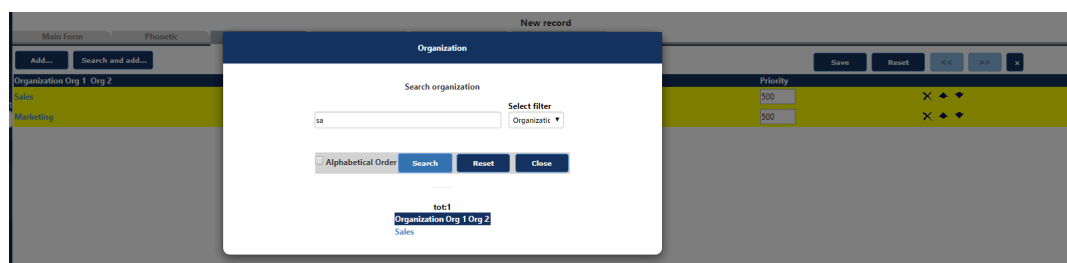 New record
Main Form Phonetic
Organization
Add... Search and add...
Save Reset << >> x
Organization Org 1 Org 2 Priority
Sales 500
Marketing 500
Search organization
Select filter
sa Organizatic
Alphabetical Order Search Reset Close
tot:1
Organization Org 1 Org 2
Sales